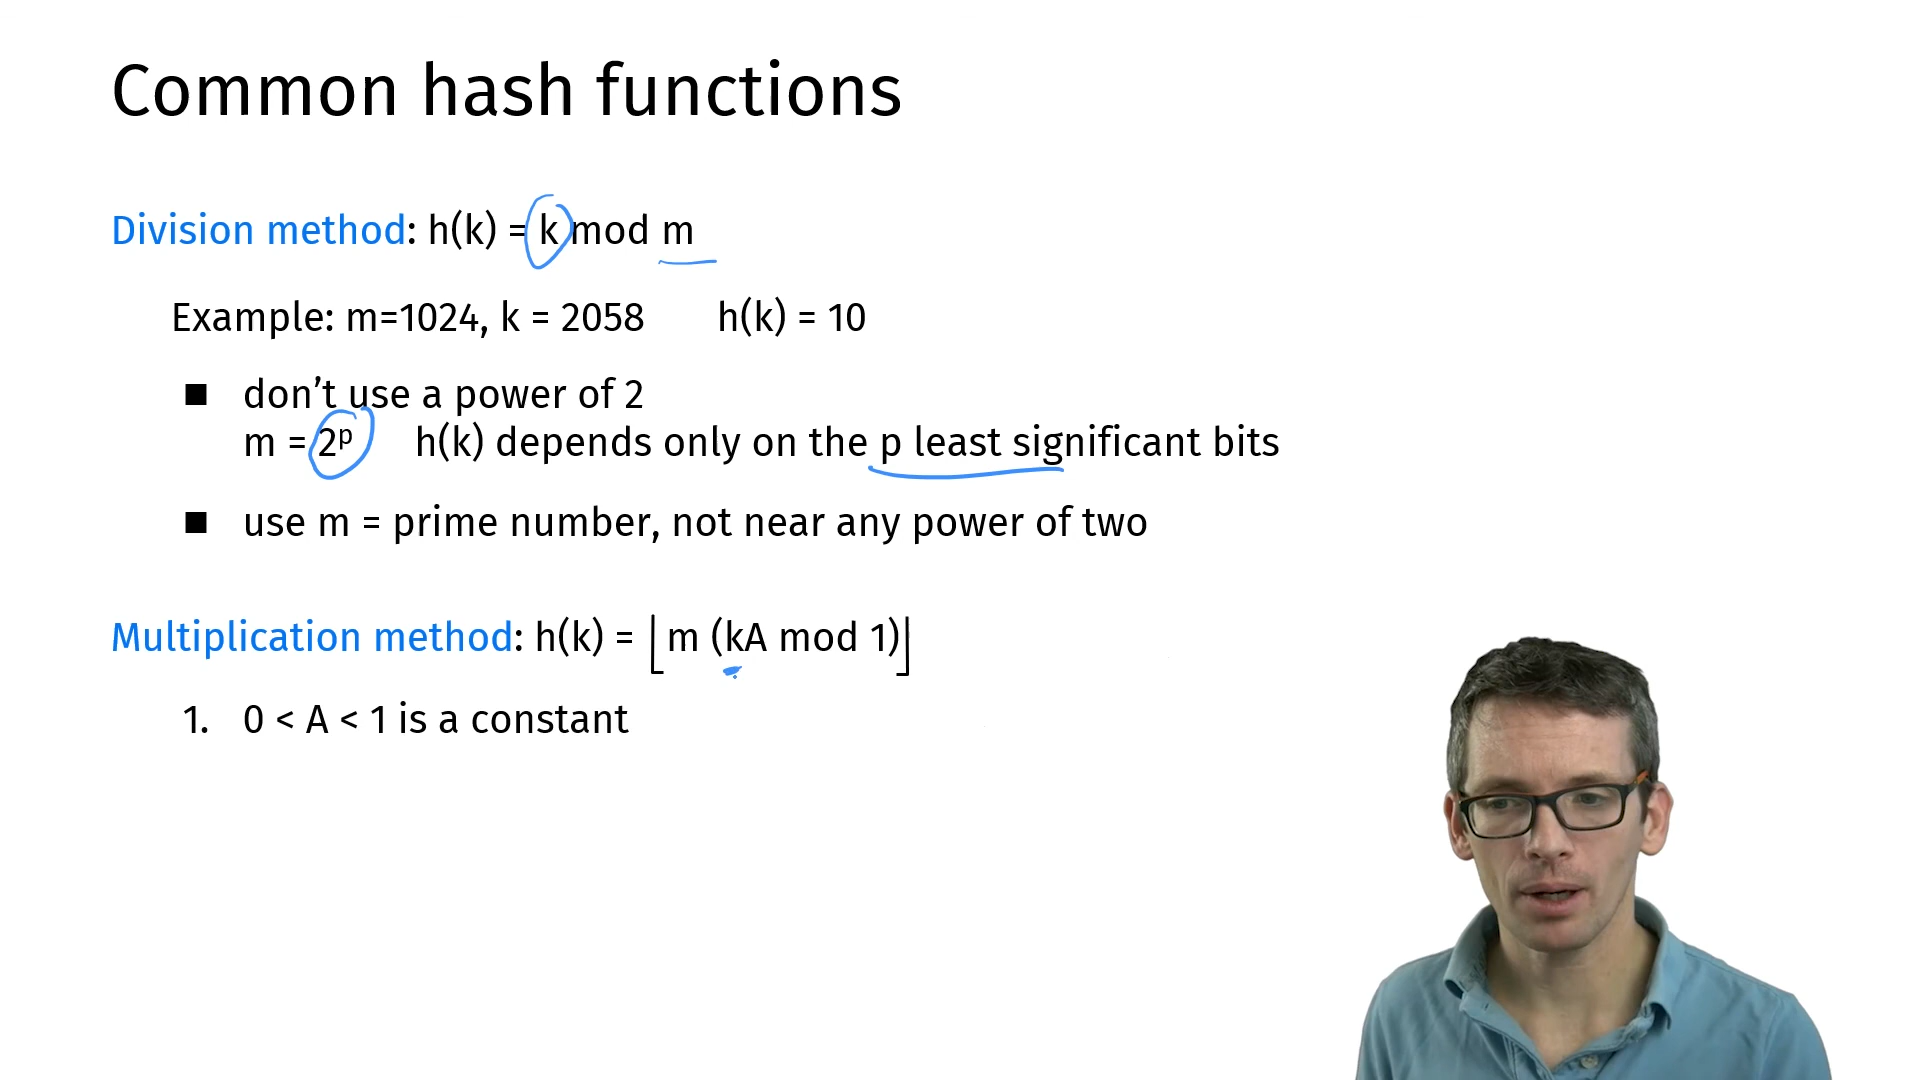 Common hash functions
Division method: h(k) = k mod m
Example: m=1024, k = 2058 h(k) = 10
■ don’t use a power of 2
m = 2ᵖ h(k) depends only on the p least significant bits
■ use m = prime number, not near any power of two
Multiplication method: h(k) = ⌊m (kA mod 1)⌋
1. 0 < A < 1 is a constant